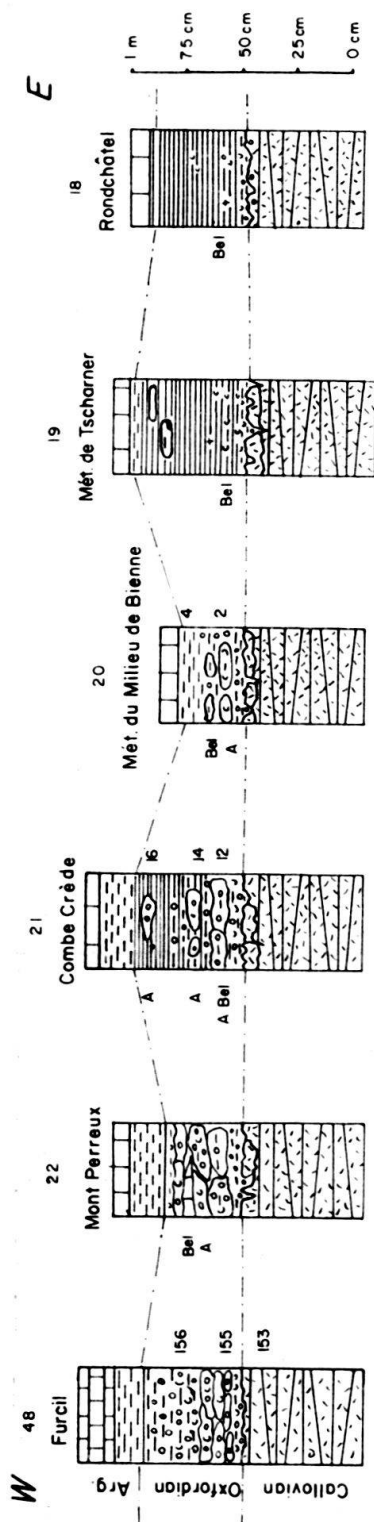 W
E
48
Furcil
22
Mont Perreux
21
Combe Crède
20
Mét. du Milieu de Bienne
19
Mét. de Tscharner
18
Rondchâtel
Arg.
Oxfordian
Callovian
156
155
153
Bel
A
A
A
A Bel
16
14
12
Bel
A
4
2
Bel
Bel
1 m
75 cm
50 cm
25 cm
0 cm